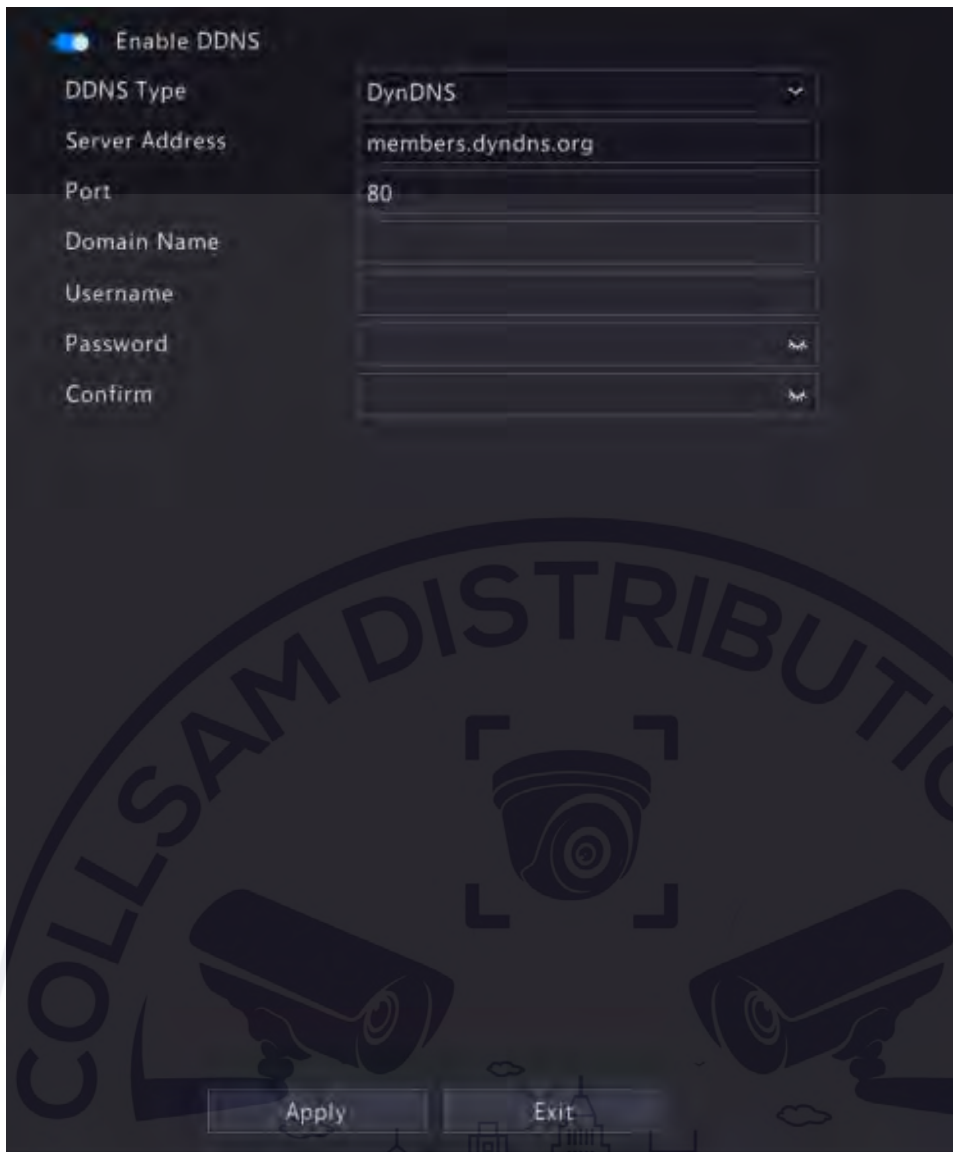 Enable DDNS
DDNS Type DynDNS
Server Address members.dyndns.org
Port 80
Domain Name
Username
Password
Confirm
COLLSAM DISTRIBUTIO
Apply Exit